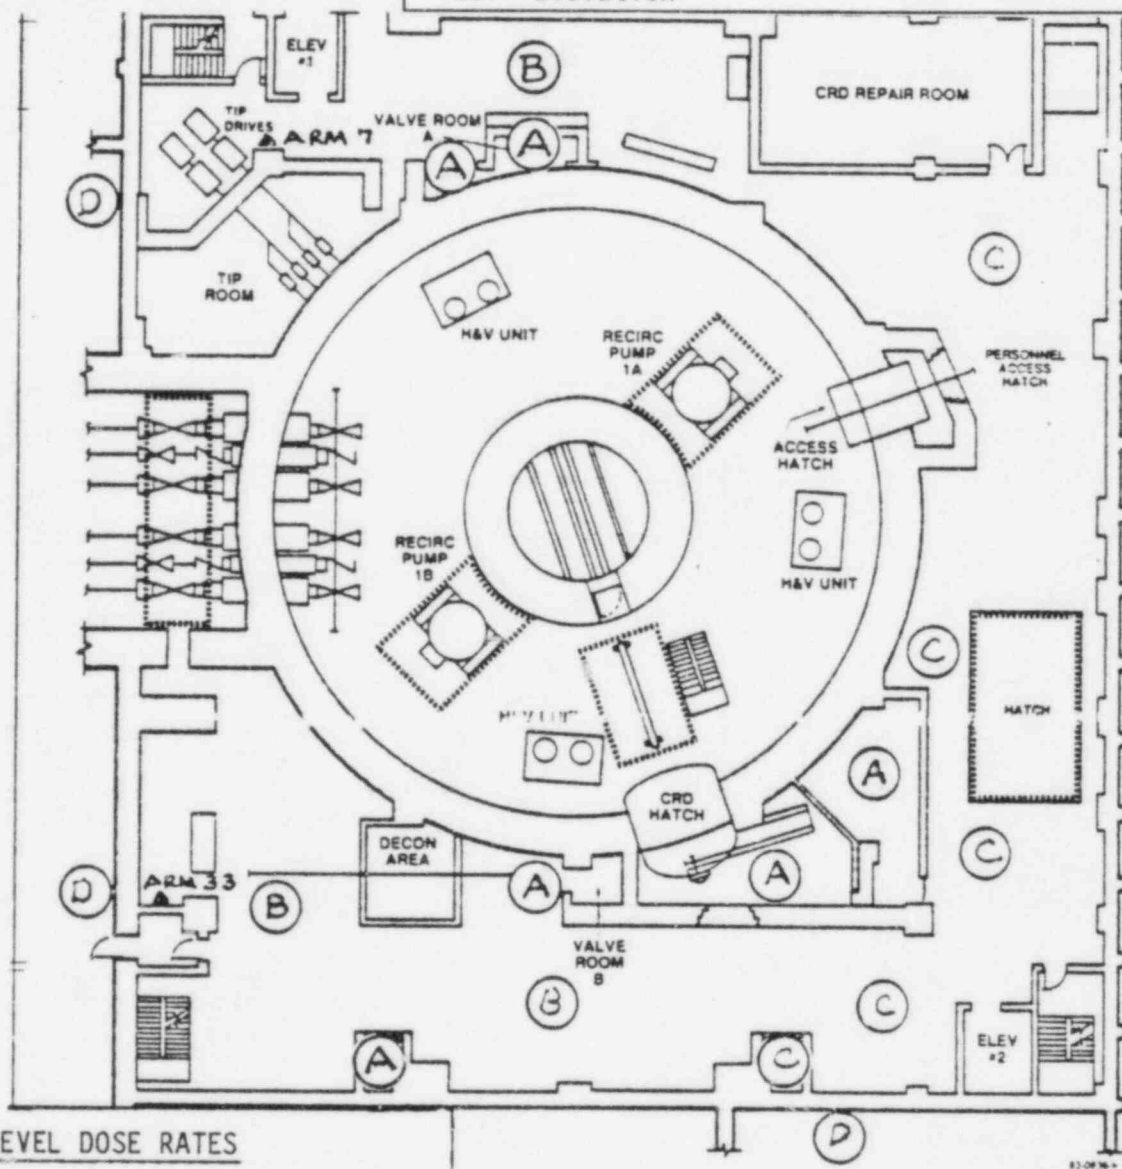 ELEV
#1
B
CRD REPAIR ROOM
TIP
DRIVES
ARM 7
VALVE ROOM
A
A
A
D
C
TIP
ROOM
H&V UNIT
RECIRC
PUMP
1A
PERSONNEL
ACCESS
HATCH
ACCESS
HATCH
RECIRC
PUMP
1B
H&V UNIT
C
HATCH
H&V UNIT
A
CRD
HATCH
DECON
AREA
C
A
A
D
ARM 33
B
VALVE
ROOM
B
B
C
ELEV
#2
A
C
D
EVEL DOSE RATES